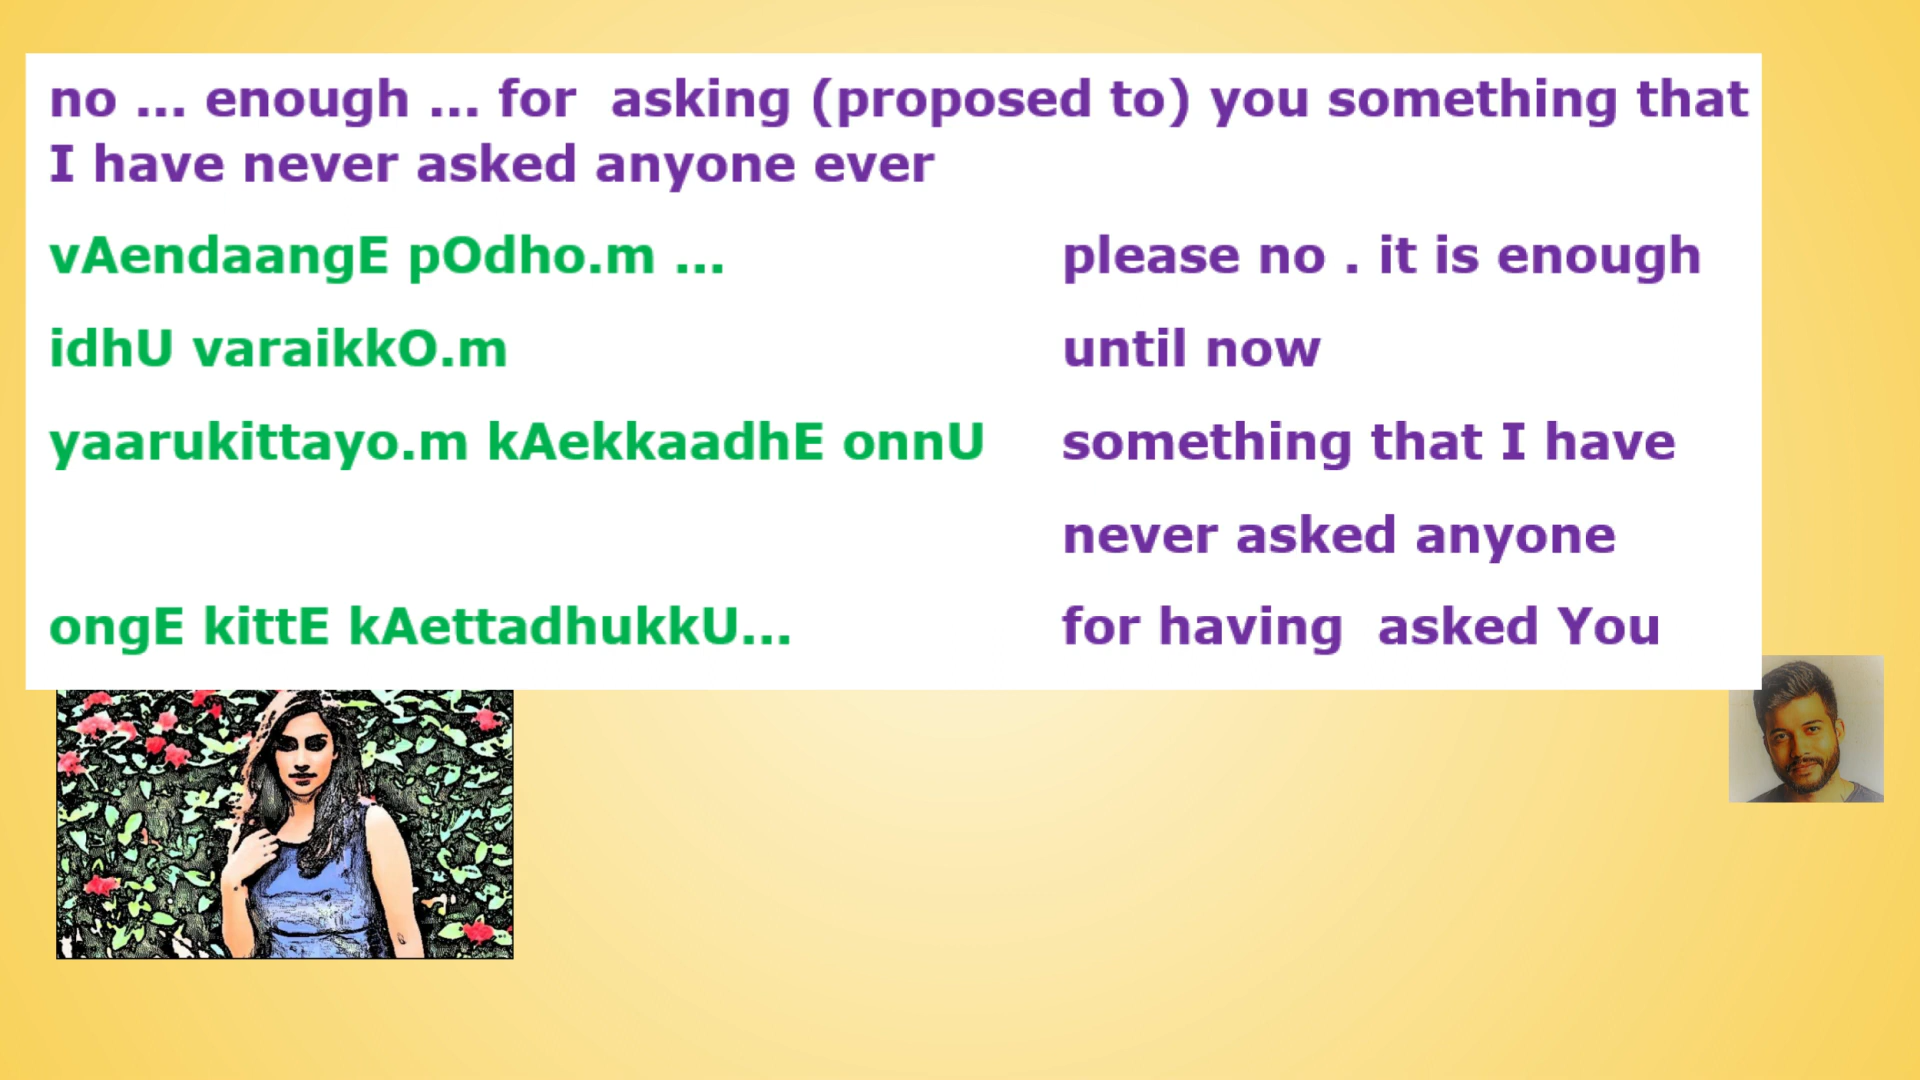 no ... enough ... for  asking (proposed to) you something that
I have never asked anyone ever
vAendaangE pOdho.m ... please no . it is enough
idhU varaikkO.m until now
yaarukittayo.m kAekkaadhE onnU something that I have
never asked anyone
ongE kittE kAettadhukkU... for having  asked You